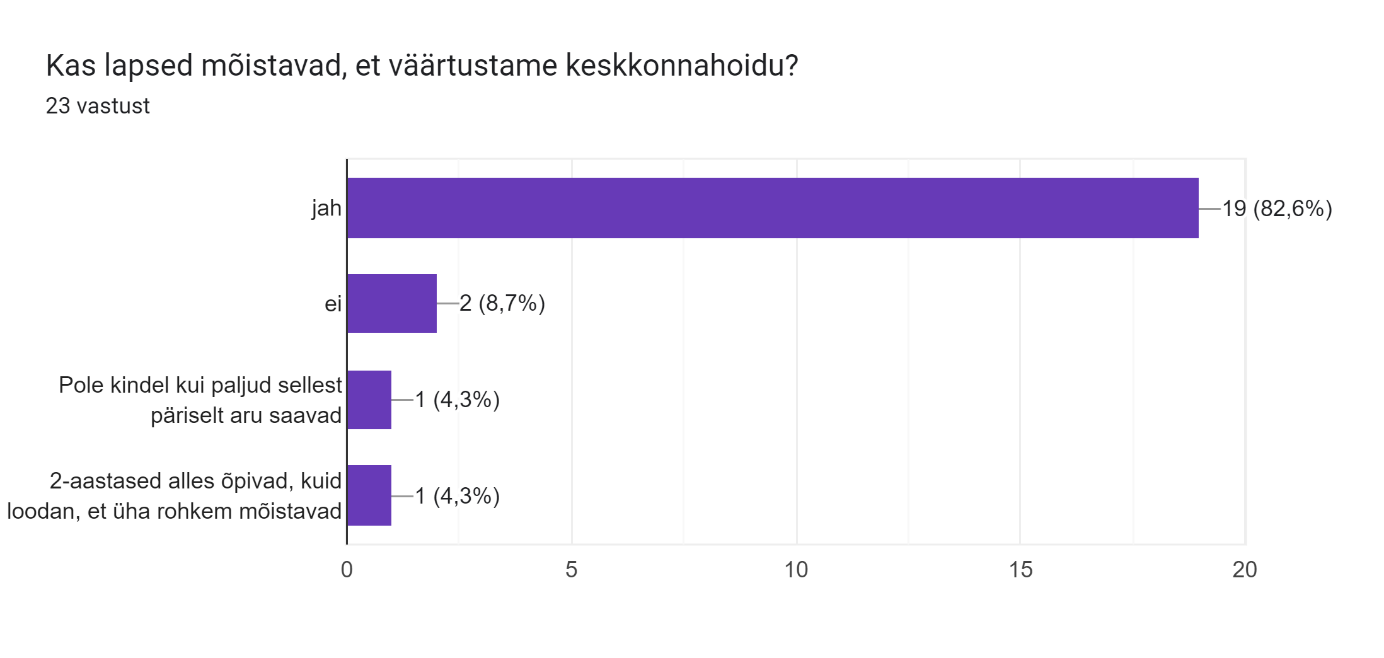 Kas lapsed mõistavad, et väärtustame keskkonnahoidu?
23 vastust
jah
19 (82,6%)
ei
2 (8,7%)
Pole kindel kui paljud sellest
päriselt aru saavad
1 (4,3%)
2-aastased alles õpivad, kuid
loodan, et üha rohkem mõistavad
1 (4,3%)
0 5 10 15 20